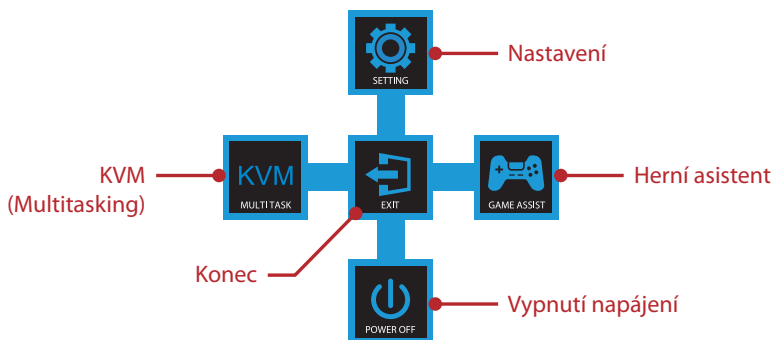 SETTING
Nastavení
KVM
(Multitasking)
KVM
MULTI TASK
EXIT
GAME ASSIST
Herní asistent
Konec
POWER OFF
Vypnutí napájení